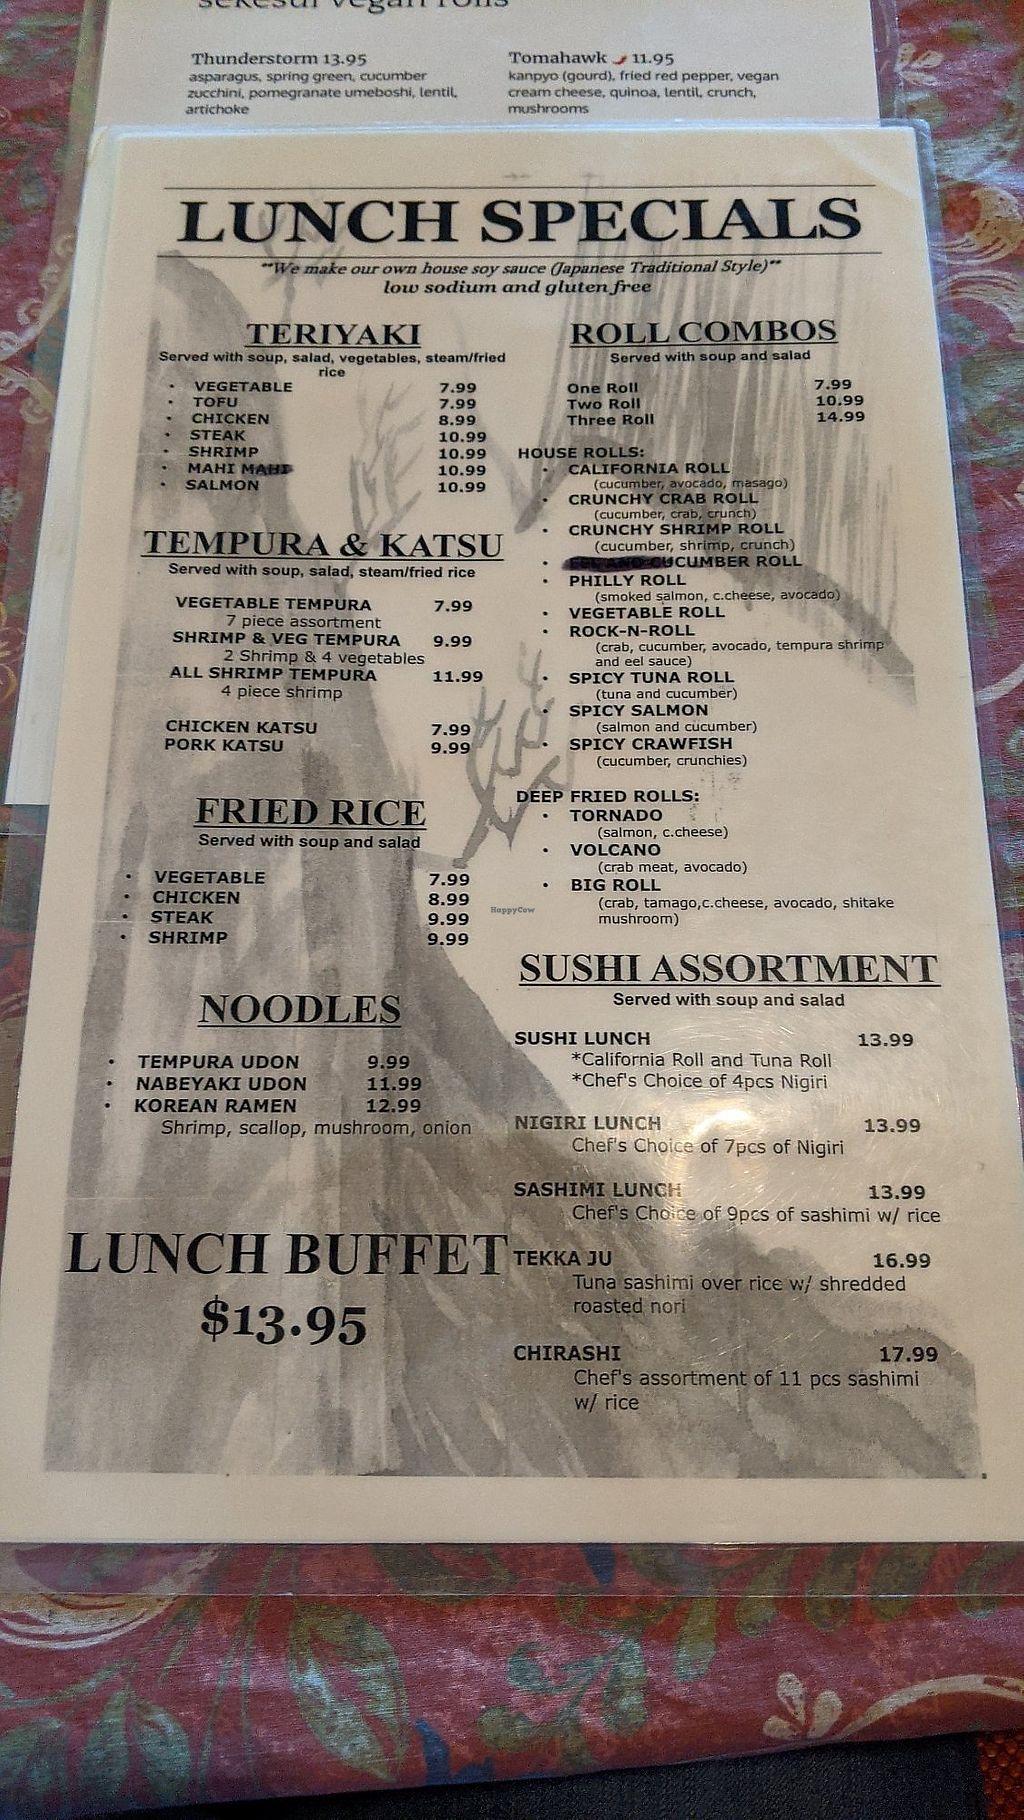 sekesui vegan rolls
Thunderstorm 13.95
asparagus, spring green, cucumber
zucchini, pomegranate umeboshi, lentil,
artichoke
Tomahawk 11.95
kanpyo (gourd), fried red pepper, vegan
cream cheese, quinoa, lentil, crunch,
mushrooms
LUNCH SPECIALS
**We make our own house soy sauce (Japanese Traditional Style)**
low sodium and gluten free
TERIYAKI
Served with soup, salad, vegetables, steam/fried
rice
• VEGETABLE 7.99
• TOFU 7.99
• CHICKEN 8.99
• STEAK 10.99
• SHRIMP 10.99
• MAHI MAHI 10.99
• SALMON 10.99
TEMPURA & KATSU
Served with soup, salad, steam/fried rice
VEGETABLE TEMPURA 7.99
7 piece assortment
SHRIMP & VEG TEMPURA 9.99
2 Shrimp & 4 vegetables
ALL SHRIMP TEMPURA 11.99
4 piece shrimp
CHICKEN KATSU 7.99
PORK KATSU 9.99
FRIED RICE
Served with soup and salad
• VEGETABLE 7.99
• CHICKEN 8.99
• STEAK 9.99
• SHRIMP 9.99
NOODLES
• TEMPURA UDON 9.99
• NABEYAKI UDON 11.99
• KOREAN RAMEN 12.99
Shrimp, scallop, mushroom, onion
LUNCH BUFFET
$13.95
ROLL COMBOS
Served with soup and salad
One Roll 7.99
Two Roll 10.99
Three Roll 14.99
HOUSE ROLLS:
• CALIFORNIA ROLL
(cucumber, avocado, masago)
• CRUNCHY CRAB ROLL
(cucumber, crab, crunch)
• CRUNCHY SHRIMP ROLL
(cucumber, shrimp, crunch)
• EEL AND CUCUMBER ROLL
• PHILLY ROLL
(smoked salmon, c.cheese, avocado)
• VEGETABLE ROLL
• ROCK-N-ROLL
(crab, cucumber, avocado, tempura shrimp
and eel sauce)
• SPICY TUNA ROLL
(tuna and cucumber)
• SPICY SALMON
(salmon and cucumber)
• SPICY CRAWFISH
(cucumber, crunchies)
DEEP FRIED ROLLS:
• TORNADO
(salmon, c.cheese)
• VOLCANO
(crab meat, avocado)
• BIG ROLL
(crab, tamago,c.cheese, avocado, shitake
mushroom)
HappyCow
SUSHI ASSORTMENT
Served with soup and salad
SUSHI LUNCH 13.99
*California Roll and Tuna Roll
*Chef's Choice of 4pcs Nigiri
NIGIRI LUNCH 13.99
Chef's Choice of 7pcs of Nigiri
SASHIMI LUNCH 13.99
Chef's Choice of 9pcs of sashimi w/ rice
TEKKA JU 16.99
Tuna sashimi over rice w/ shredded
roasted nori
CHIRASHI 17.99
Chef's assortment of 11 pcs sashimi
w/ rice